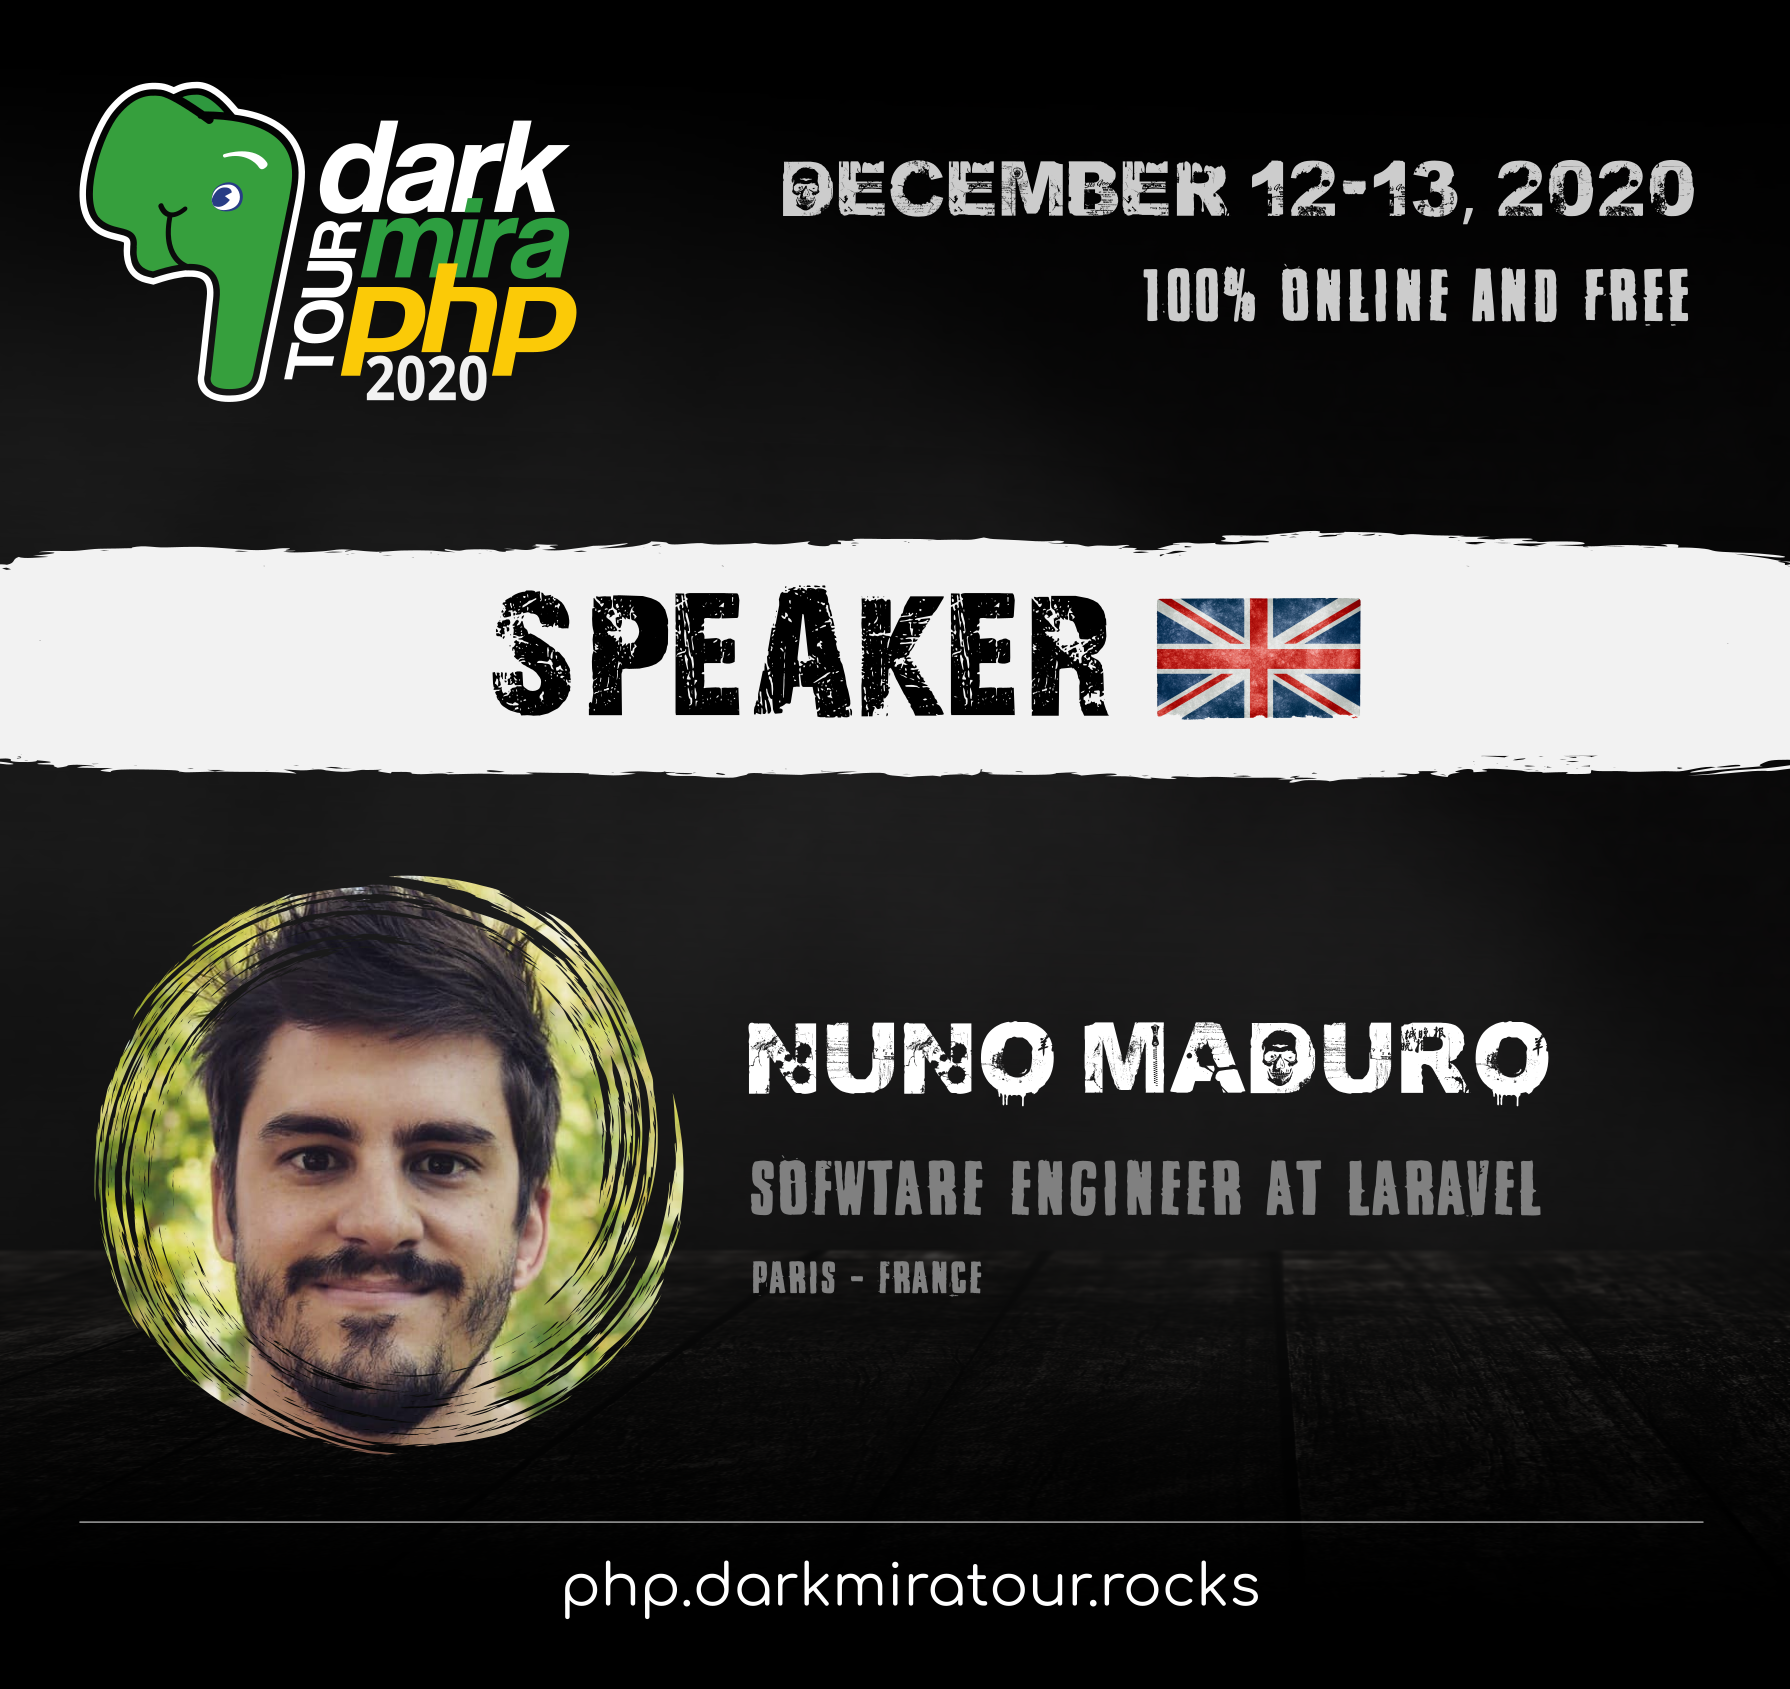 dark
mira
php
TOUR
2020
DECEMBER 12-13, 2020
100% ONLINE AND FREE
SPEAKER
NUNO MADURO
SOFWTARE ENGINEER AT LARAVEL
PARIS - FRANCE
php.darkmiratour.rocks